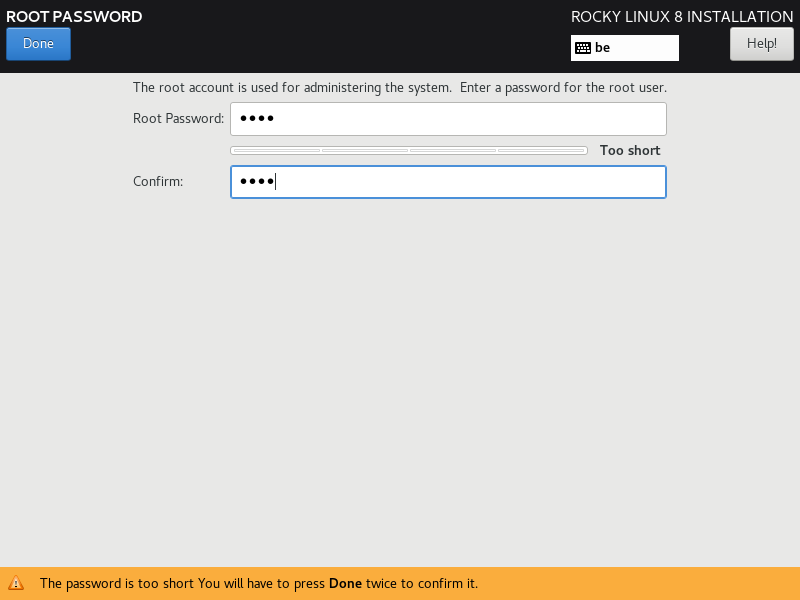 ROOT PASSWORD
ROCKY LINUX 8 INSTALLATION
Done
be
Help!
The root account is used for administering the system.  Enter a password for the root user.
Root Password: ••••
Too short
Confirm: ••••
The password is too short You will have to press Done twice to confirm it.